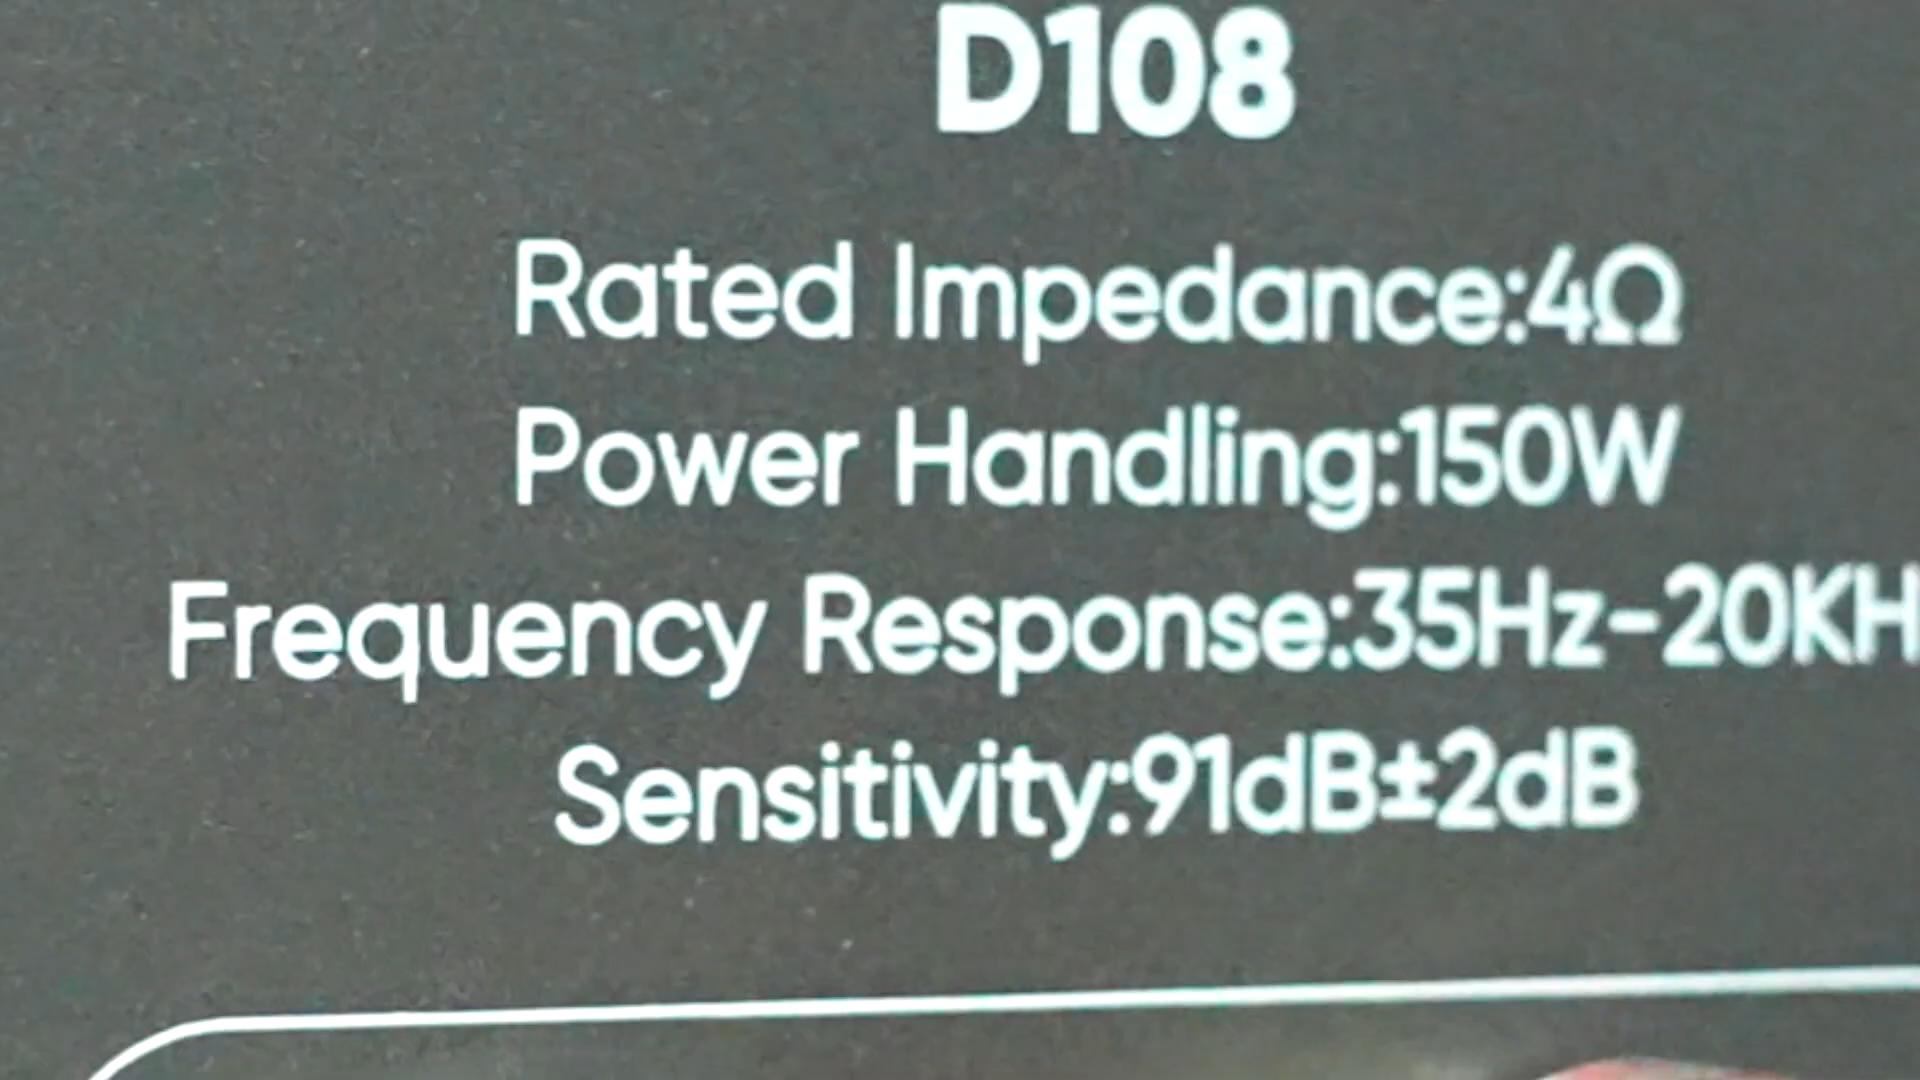 D108
Rated Impedance:4Ω
Power Handling:150W
Frequency Response:35Hz-20KH
Sensitivity:91dB±2dB